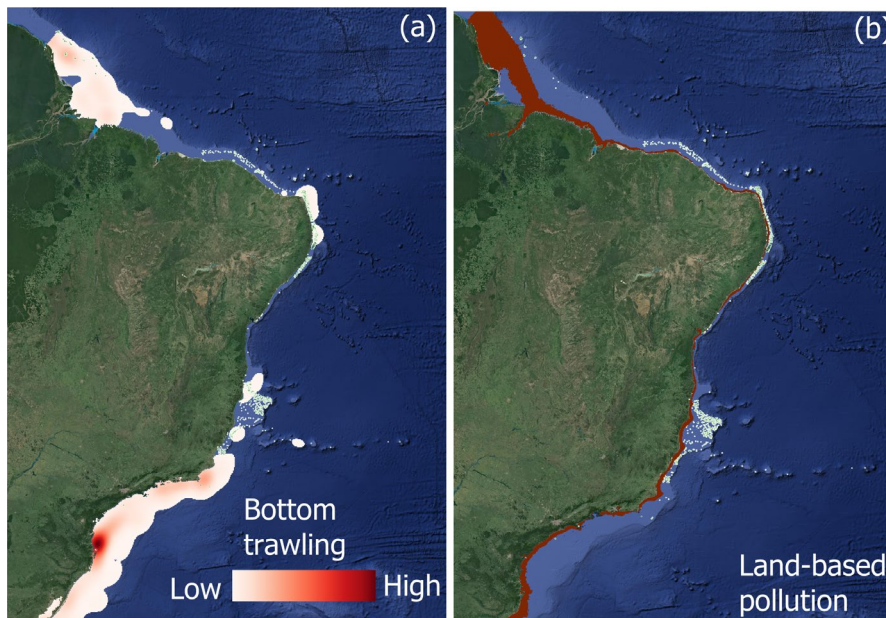 (a)
(b)
Bottom
trawling
Low
High
Land-based
pollution